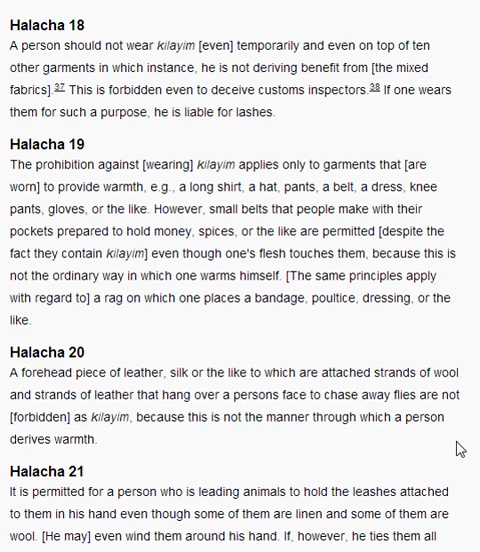 Halacha 18
A person should not wear kilayim [even] temporarily and even on top of ten
other garments in which instance, he is not deriving benefit from [the mixed
fabrics].37 This is forbidden even to deceive customs inspectors.38 If one wears
them for such a purpose, he is liable for lashes.
Halacha 19
The prohibition against [wearing] kilayim applies only to garments that [are
worn] to provide warmth, e.g., a long shirt, a hat, pants, a belt, a dress, knee
pants, gloves, or the like. However, small belts that people make with their
pockets prepared to hold money, spices, or the like are permitted [despite the
fact they contain kilayim] even though one's flesh touches them, because this is
not the ordinary way in which one warms himself. [The same principles apply
with regard to] a rag on which one places a bandage, poultice, dressing, or the
like.
Halacha 20
A forehead piece of leather, silk or the like to which are attached strands of wool
and strands of leather that hang over a persons face to chase away flies are not
[forbidden] as kilayim, because this is not the manner through which a person
derives warmth.
Halacha 21
It is permitted for a person who is leading animals to hold the leashes attached
to them in his hand even though some of them are linen and some of them are
wool. [He may] even wind them around his hand. If, however, he ties them all